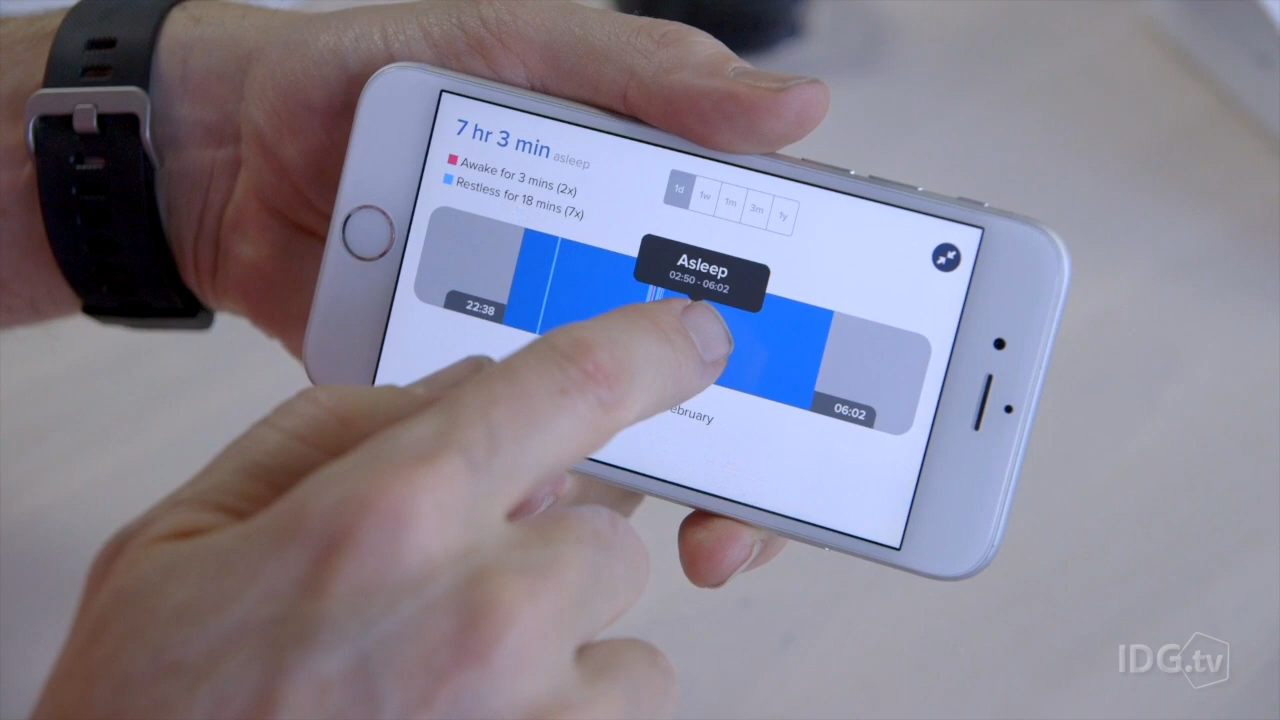 7 hr 3 min asleep
Awake for 3 mins (2x)
Restless for 18 mins (7x)
1d 1w 1m 3m 1y
Asleep
02:50 - 06:02
22:38
06:02
ebruary
IDG.tv